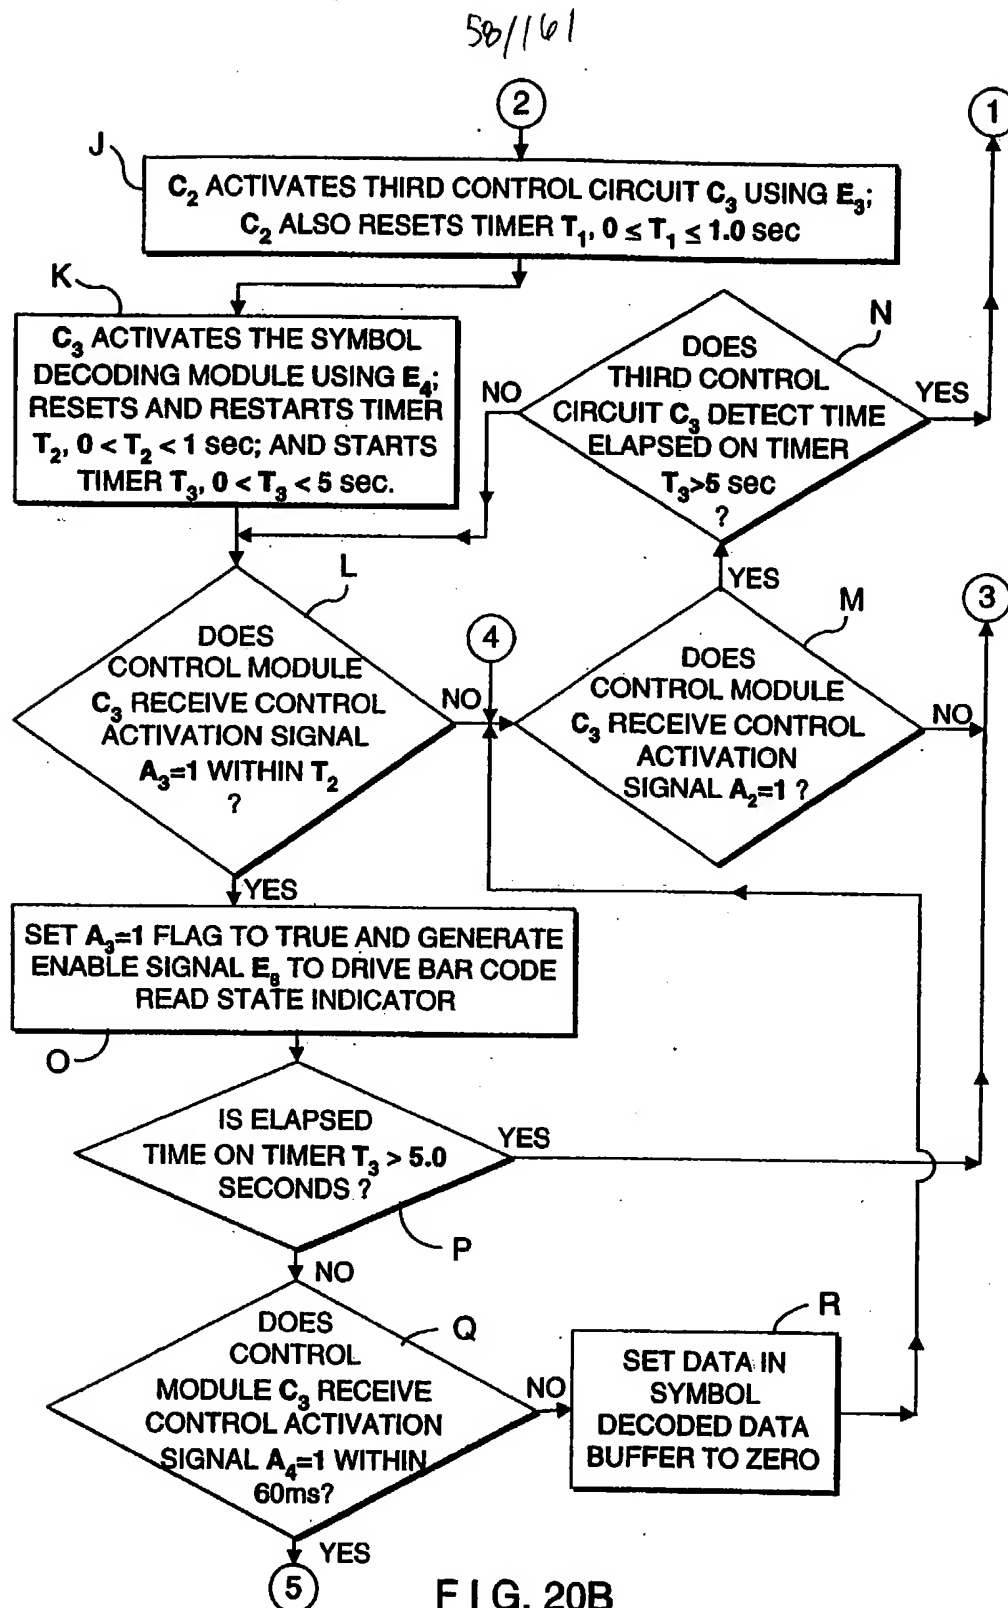 58/161
2
1
J
C₂ ACTIVATES THIRD CONTROL CIRCUIT C₃ USING E₃;
C₂ ALSO RESETS TIMER T₁, 0 ≤ T₁ ≤ 1.0 sec
K
C₃ ACTIVATES THE SYMBOL
DECODING MODULE USING E₄;
RESETS AND RESTARTS TIMER
T₂, 0 < T₂ < 1 sec; AND STARTS
TIMER T₃, 0 < T₃ < 5 sec.
N
DOES
THIRD CONTROL
CIRCUIT C₃ DETECT TIME
ELAPSED ON TIMER
T₃>5 sec
?
NO
YES
L
DOES
CONTROL MODULE
C₃ RECEIVE CONTROL
ACTIVATION SIGNAL
A₃=1 WITHIN T₂
?
NO
YES
4
YES
M
3
DOES
CONTROL MODULE
C₃ RECEIVE CONTROL
ACTIVATION
SIGNAL A₂=1 ?
NO
SET A₃=1 FLAG TO TRUE AND GENERATE
ENABLE SIGNAL E₈ TO DRIVE BAR CODE
READ STATE INDICATOR
O
IS ELAPSED
TIME ON TIMER T₃ > 5.0
SECONDS ?
YES
P
NO
DOES
CONTROL
MODULE C₃ RECEIVE
CONTROL ACTIVATION
SIGNAL A₄=1 WITHIN
60ms?
Q
NO
R
SET DATA IN
SYMBOL
DECODED DATA
BUFFER TO ZERO
YES
5
FIG. 20B